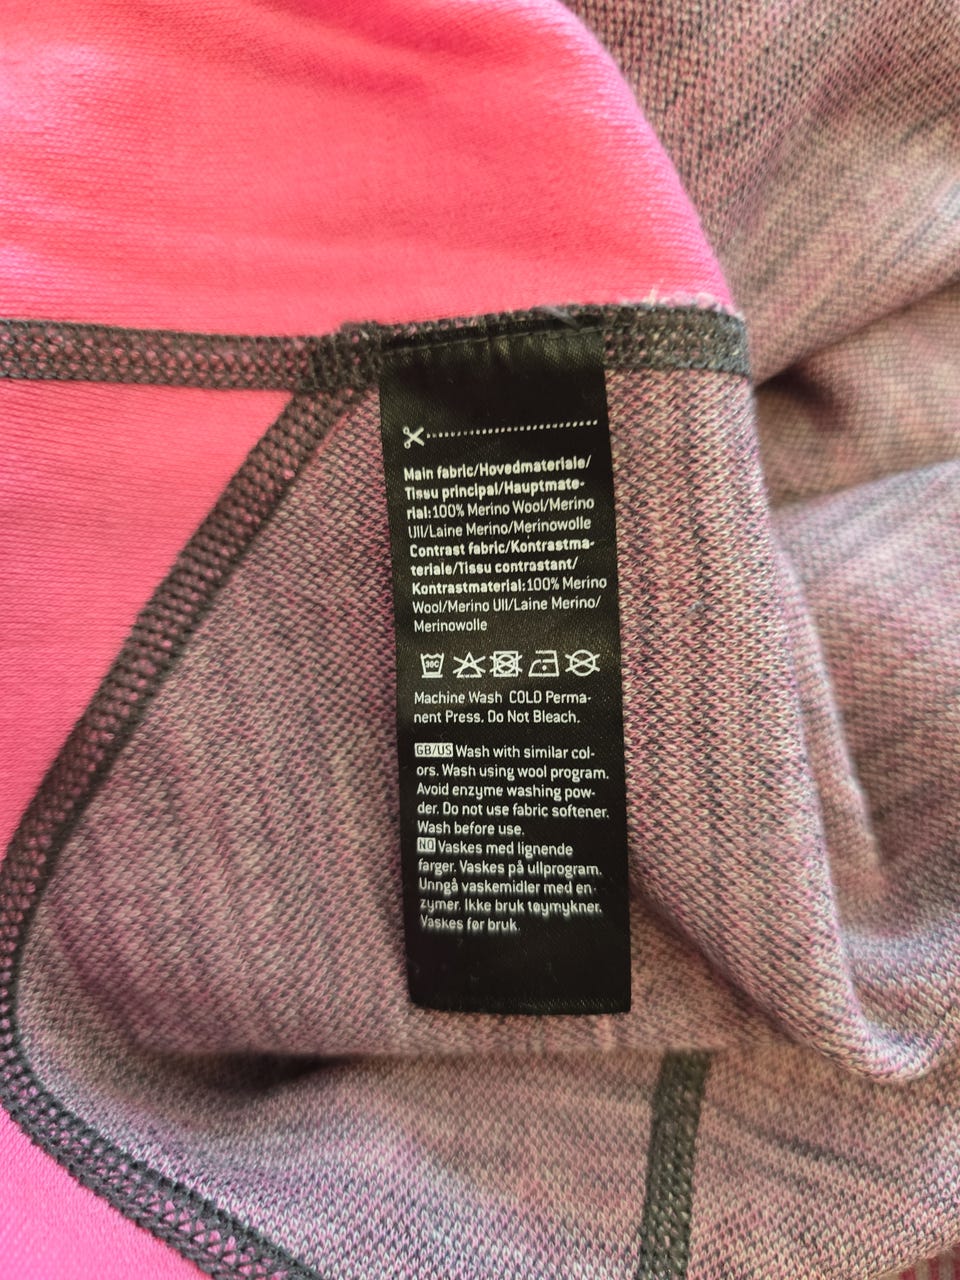 Main fabric/Hovedmateriale/
Tissu principal/Hauptmate-
rial:100% Merino Wool/Merino
Ull/Laine Merino/Merinowolle
Contrast fabric/Kontrastma-
teriale/Tissu contrastant/
Kontrastmaterial:100% Merino
Wool/Merino Ull/Laine Merino/
Merinowolle
30C
Machine Wash COLD Perma-
nent Press. Do Not Bleach.
GB/US Wash with similar col-
ors. Wash using wool program.
Avoid enzyme washing pow-
der. Do not use fabric softener.
Wash before use.
NO Vaskes med lignende
farger. Vaskes på ullprogram.
Unngå vaskemidler med en-
zymer. Ikke bruk tøymykner.
Vaskes før bruk.